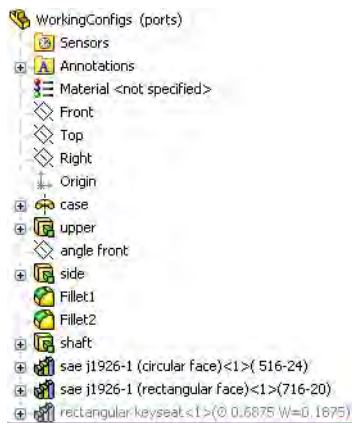 WorkingConfigs (ports)
Sensors
Annotations
Material <not specified>
Front
Top
Right
Origin
case
upper
angle front
side
Fillet1
Fillet2
shaft
sae j1926-1 (circular face)<1>( 516-24)
sae j1926-1 (rectangular face)<1>(716-20)
rectangular keyseat<1>(Ø 0.6875 W=0.1875)